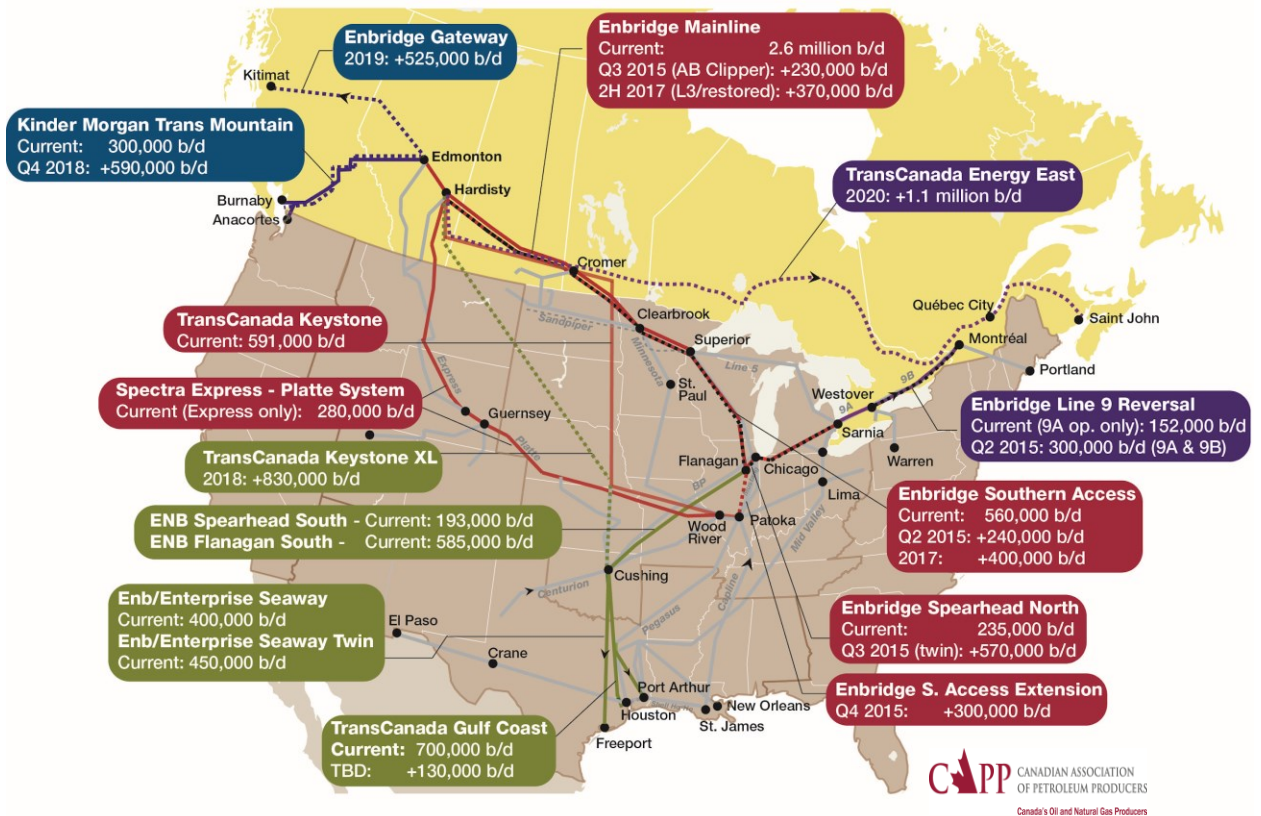 Enbridge Gateway
2019: +525,000 b/d
Enbridge Mainline
Current: 2.6 million b/d
Q3 2015 (AB Clipper): +230,000 b/d
2H 2017 (L3/restored): +370,000 b/d
Kitimat
Kinder Morgan Trans Mountain
Current: 300,000 b/d
Q4 2018: +590,000 b/d
Edmonton
Hardisty
Burnaby
Anacortes
TransCanada Energy East
2020: +1.1 million b/d
Cromer
Québec City
Saint John
Clearbrook
Sandpiper
Minnesota
Superior
Montréal
Portland
TransCanada Keystone
Current: 591,000 b/d
Line 5
9B
St.
Paul
Westover
9A
Sarnia
Express
Spectra Express - Platte System
Current (Express only): 280,000 b/d
Guernsey
Platte
Enbridge Line 9 Reversal
Current (9A op. only): 152,000 b/d
Q2 2015: 300,000 b/d (9A & 9B)
TransCanada Keystone XL
2018: +830,000 b/d
Flanagan
Chicago
Warren
BP
Lima
ENB Spearhead South - Current: 193,000 b/d
ENB Flanagan South - Current: 585,000 b/d
Wood
River
Patoka
Mid Valley
Enbridge Southern Access
Current: 560,000 b/d
Q2 2015: +240,000 b/d
2017: +400,000 b/d
Cushing
Centurion
Pegasus
Capline
Enb/Enterprise Seaway
Current: 400,000 b/d
Enb/Enterprise Seaway Twin
Current: 450,000 b/d
El Paso
Crane
Enbridge Spearhead North
Current: 235,000 b/d
Q3 2015 (twin): +570,000 b/d
Enbridge S. Access Extension
Q4 2015: +300,000 b/d
Port Arthur
Houston
New Orleans
St. James
Freeport
TransCanada Gulf Coast
Current: 700,000 b/d
TBD: +130,000 b/d
CAPP
CANADIAN ASSOCIATION
OF PETROLEUM PRODUCERS
Canada's Oil and Natural Gas Producers